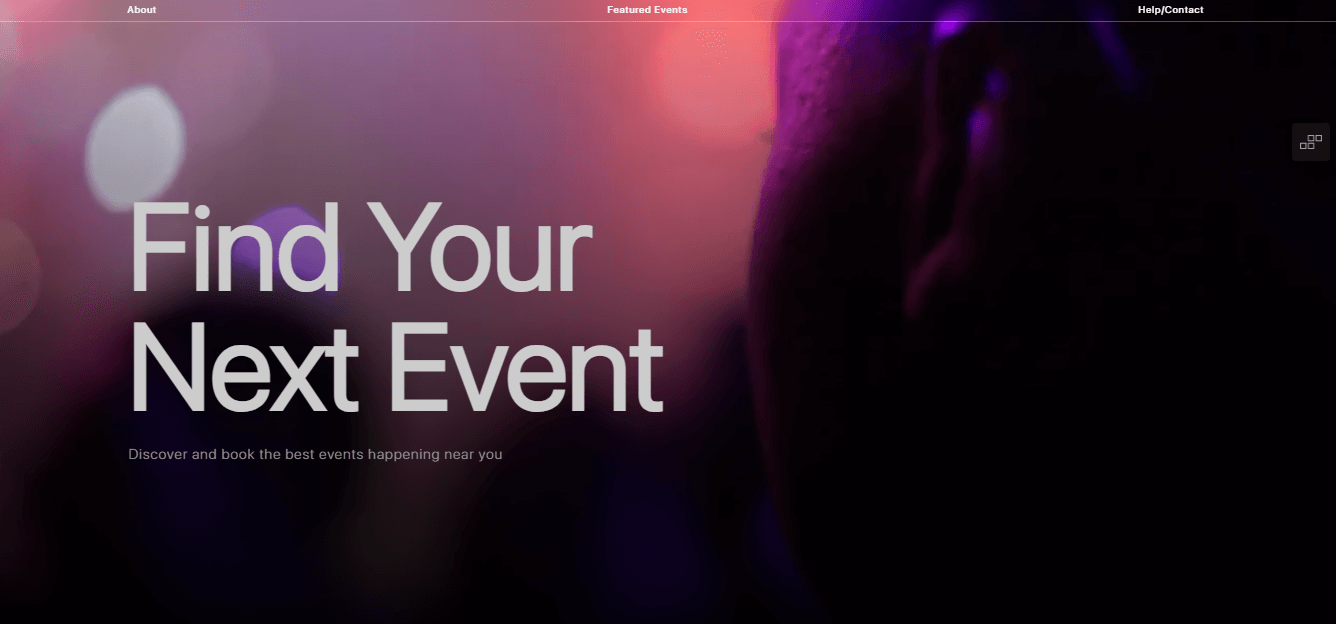 About
Featured Events
Help/Contact
Find Your
Next Event
Discover and book the best events happening near you